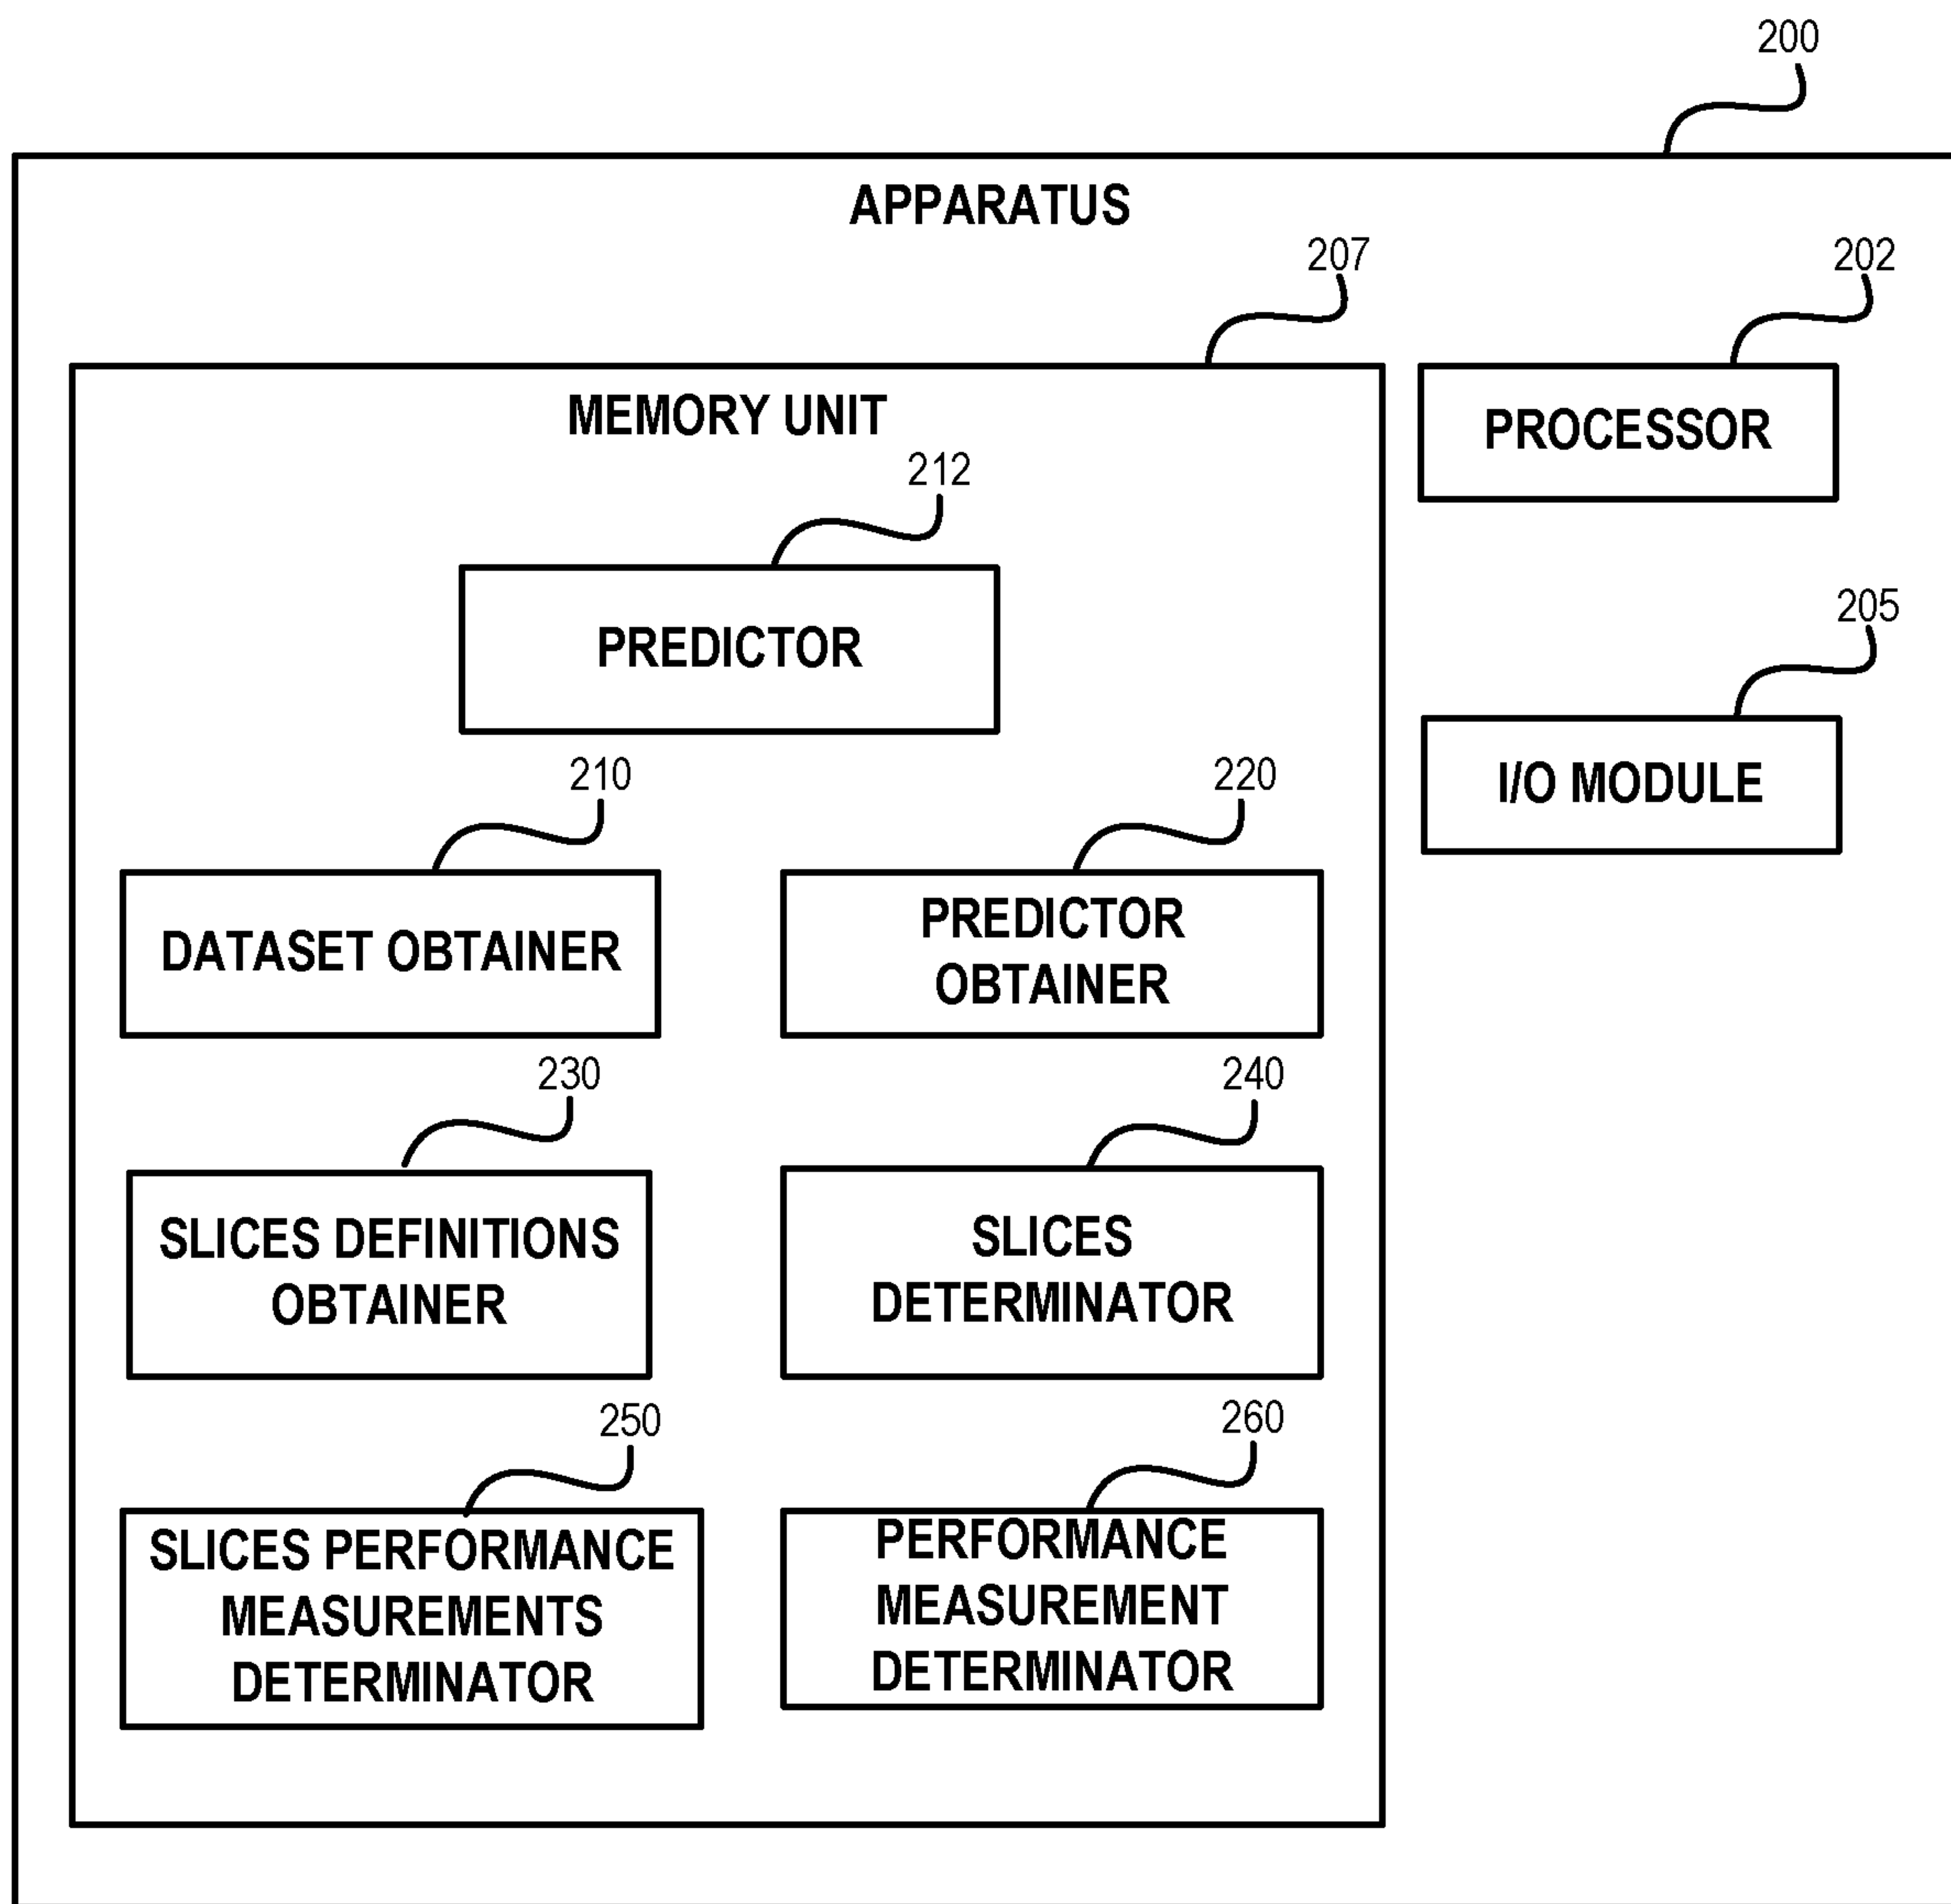 200
APPARATUS
207
202
MEMORY UNIT
PROCESSOR
212
PREDICTOR
205
I/O MODULE
210
220
DATASET OBTAINER
PREDICTOR
OBTAINER
230
240
SLICES DEFINITIONS
OBTAINER
SLICES
DETERMINATOR
250
260
SLICES PERFORMANCE
MEASUREMENTS
DETERMINATOR
PERFORMANCE
MEASUREMENT
DETERMINATOR